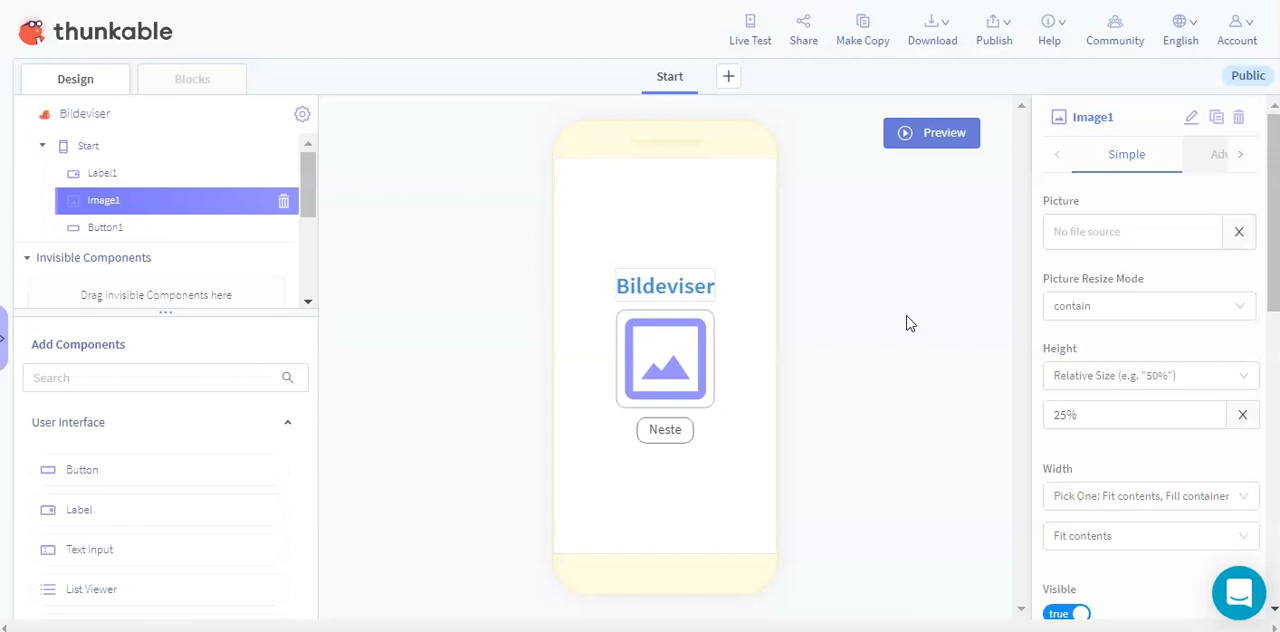 thunkable
Live Test
Share
Make Copy
Download
Publish
Help
Community
English
Account
Design
Blocks
Start
Public
Bildeviser
Start
Label1
Image1
Button1
Invisible Components
Drag Invisible Components here
Add Components
Search
User Interface
Button
Label
Text Input
List Viewer
Preview
Bildeviser
Neste
Image1
Simple
Adv
Picture
No file source
Picture Resize Mode
contain
Height
Relative Size (e.g. "50%")
25%
Width
Pick One: Fit contents, Fill container
Fit contents
Visible
true